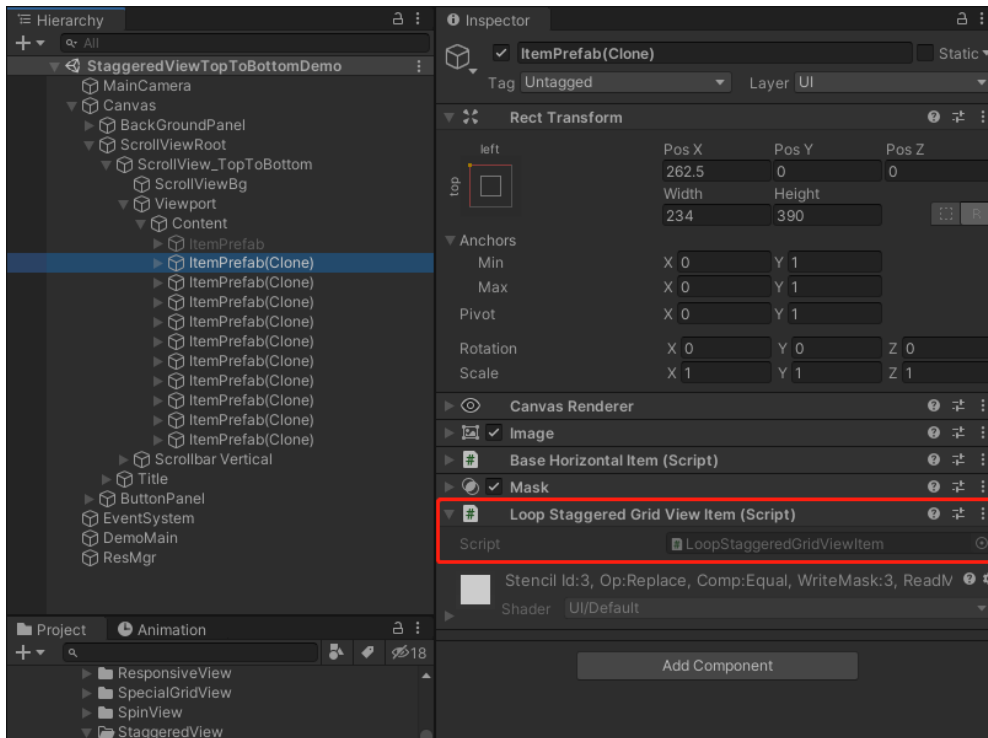 Hierarchy
All
StaggeredViewTopToBottomDemo
MainCamera
Canvas
BackGroundPanel
ScrollViewRoot
ScrollView_TopToBottom
ScrollViewBg
Viewport
Content
ItemPrefab
ItemPrefab(Clone)
ItemPrefab(Clone)
ItemPrefab(Clone)
ItemPrefab(Clone)
ItemPrefab(Clone)
ItemPrefab(Clone)
ItemPrefab(Clone)
ItemPrefab(Clone)
ItemPrefab(Clone)
ItemPrefab(Clone)
Scrollbar Vertical
Title
ButtonPanel
EventSystem
DemoMain
ResMgr
Project Animation
18
ResponsiveView
SpecialGridView
SpinView
StaggeredView
Inspector
ItemPrefab(Clone) Static
Tag Untagged Layer UI
Rect Transform
left Pos X Pos Y Pos Z
262.5 0 0
top Width Height
234 390 R
Anchors
Min X 0 Y 1
Max X 0 Y 1
Pivot X 0 Y 1
Rotation X 0 Y 0 Z 0
Scale X 1 Y 1 Z 1
Canvas Renderer
Image
# Base Horizontal Item (Script)
Mask
# Loop Staggered Grid View Item (Script)
Script LoopStaggeredGridViewItem
Stencil Id:3, Op:Replace, Comp:Equal, WriteMask:3, ReadM
Shader UI/Default
Add Component